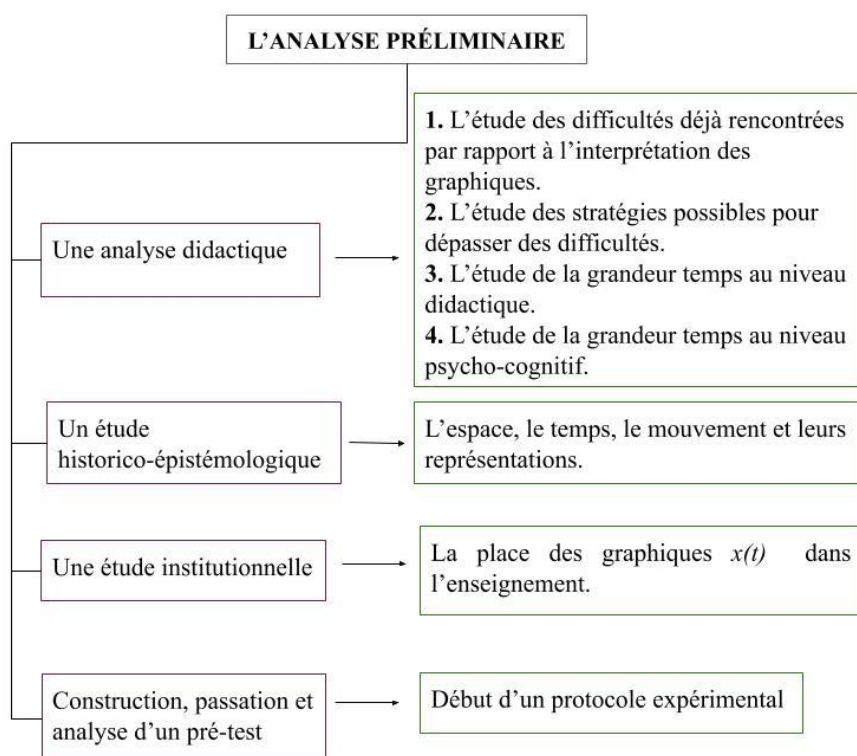 L’ANALYSE PRÉLIMINAIRE
Une analyse didactique
1. L’étude des difficultés déjà rencontrées
par rapport à l’interprétation des
graphiques.
2. L’étude des stratégies possibles pour
dépasser des difficultés.
3. L’étude de la grandeur temps au niveau
didactique.
4. L’étude de la grandeur temps au niveau
psycho-cognitif.
Un étude
historico-épistémologique
L’espace, le temps, le mouvement et leurs
représentations.
Une étude institutionnelle
La place des graphiques x(t) dans
l’enseignement.
Construction, passation et
analyse d’un pré-test
Début d’un protocole expérimental